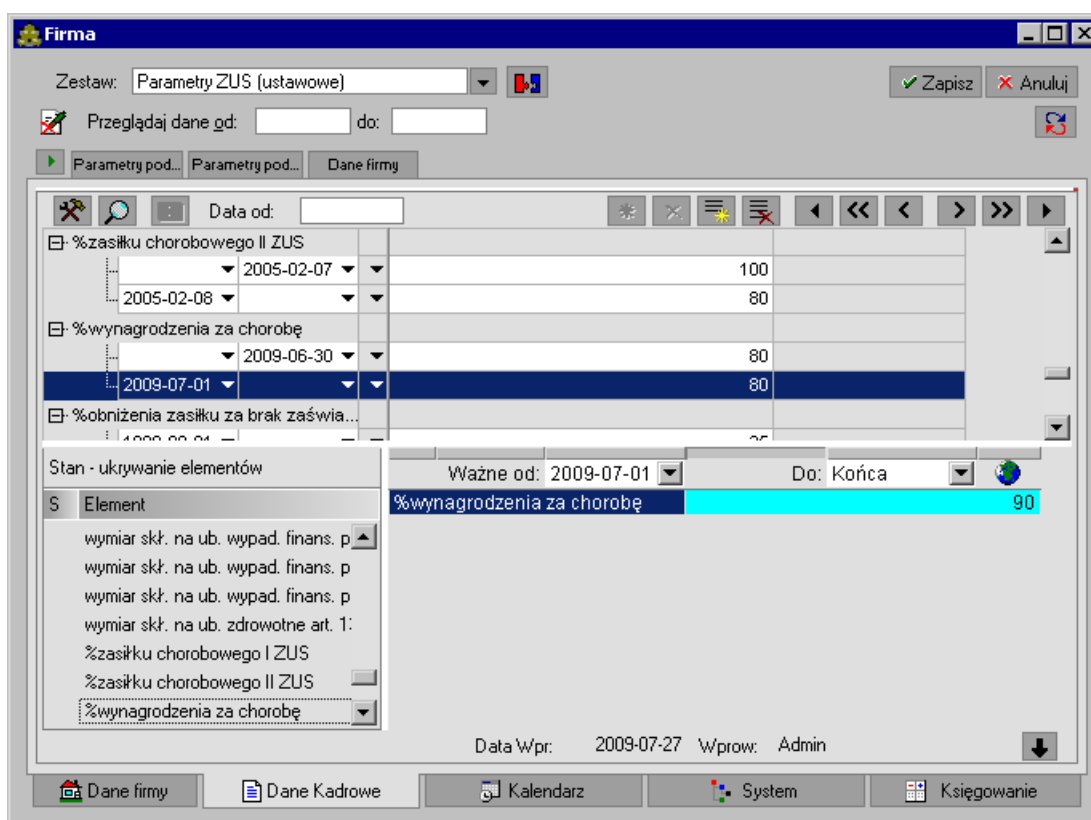 Firma
Zestaw: Parametry ZUS (ustawowe) Zapisz Anuluj
Przeglądaj dane od: do:
Parametry pod... Parametry pod... Dane firmy
Data od:
%zasiłku chorobowego II ZUS
2005-02-07 100
2005-02-08 80
%wynagrodzenia za chorobę
2009-06-30 80
2009-07-01 80
%obniżenia zasiłku za brak zaświa...
Stan - ukrywanie elementów
Ważne od: 2009-07-01 Do: Końca
S Element
%wynagrodzenia za chorobę 90
wymiar skł. na ub. wypad. finans. p
wymiar skł. na ub. wypad. finans. p
wymiar skł. na ub. wypad. finans. p
wymiar skł. na ub. zdrowotne art. 1
%zasiłku chorobowego I ZUS
%zasiłku chorobowego II ZUS
%wynagrodzenia za chorobę
Data Wpr: 2009-07-27 Wprow: Admin
Dane firmy Dane Kadrowe Kalendarz System Księgowanie